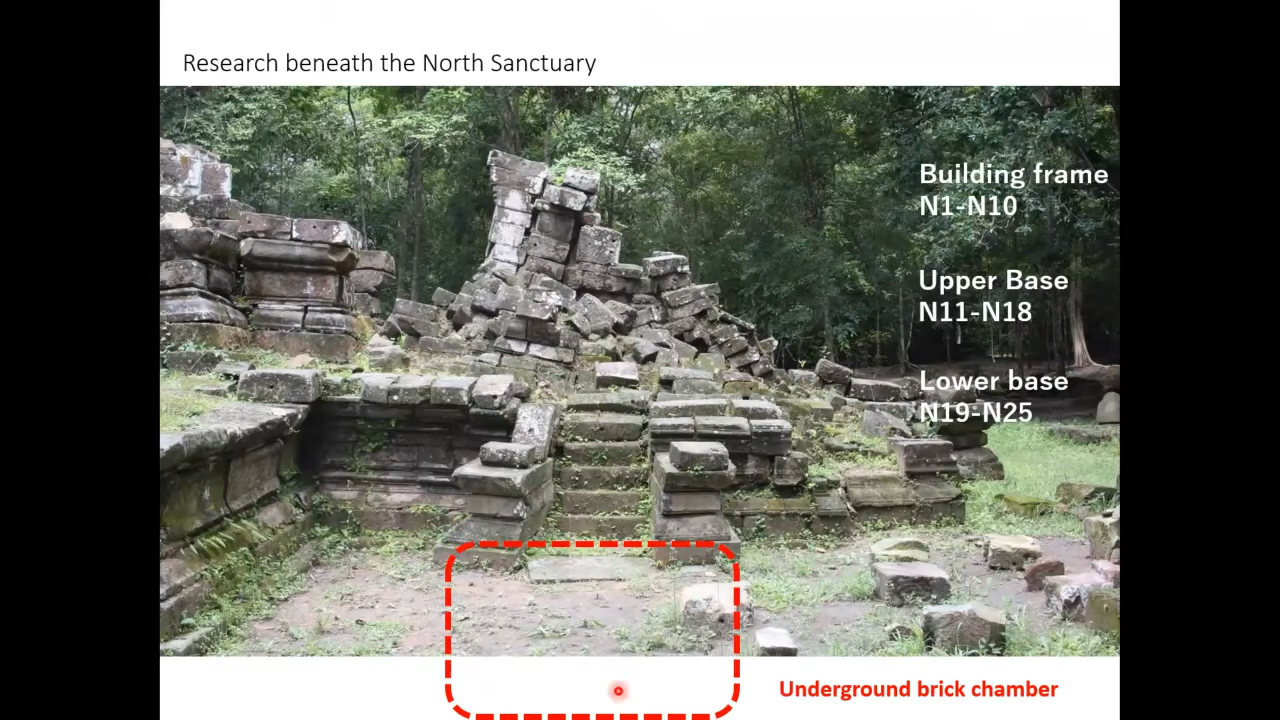 Research beneath the North Sanctuary
Building frame
N1-N10
Upper Base
N11-N18
Lower base
N19-N25
Underground brick chamber